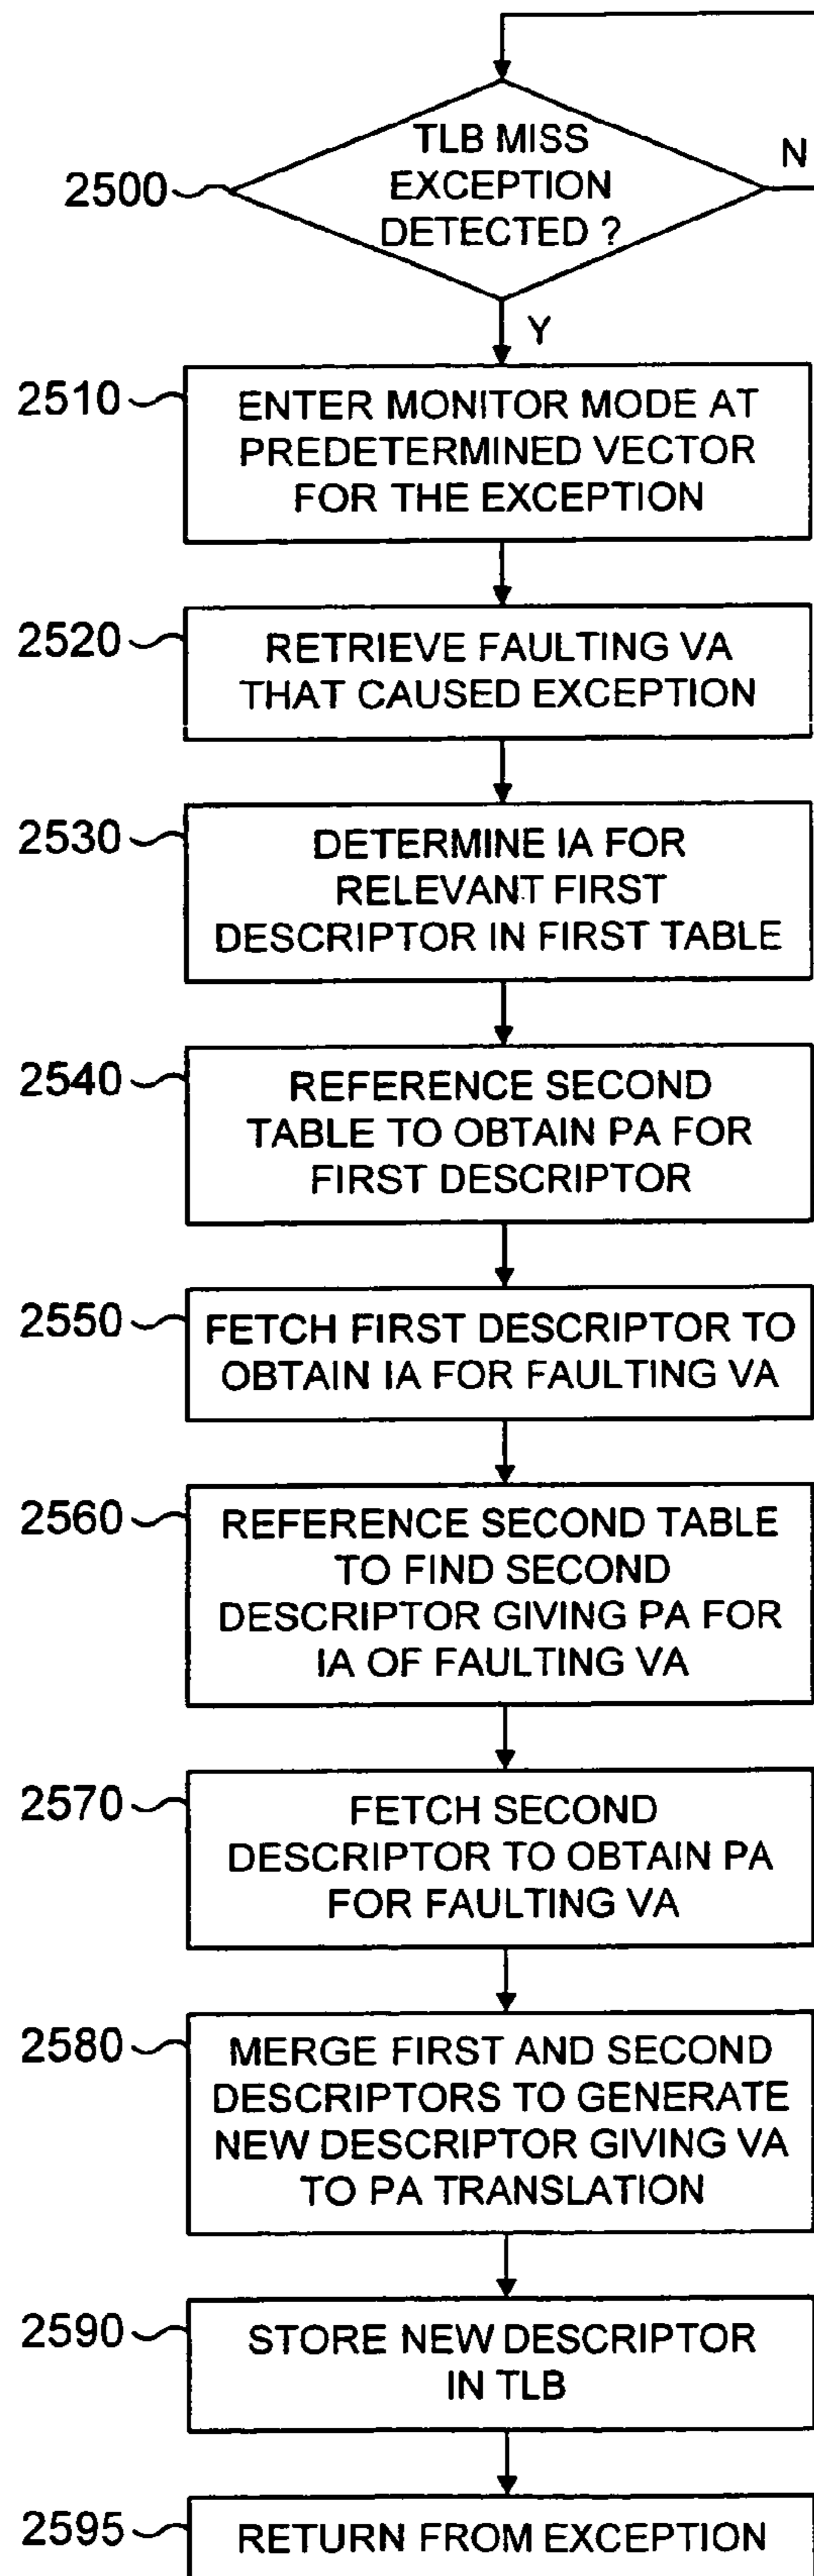 TLB MISS
EXCEPTION
DETECTED ?
2500
N
Y
2510
ENTER MONITOR MODE AT
PREDETERMINED VECTOR
FOR THE EXCEPTION
2520
RETRIEVE FAULTING VA
THAT CAUSED EXCEPTION
2530
DETERMINE IA FOR
RELEVANT FIRST
DESCRIPTOR IN FIRST TABLE
2540
REFERENCE SECOND
TABLE TO OBTAIN PA FOR
FIRST DESCRIPTOR
2550
FETCH FIRST DESCRIPTOR TO
OBTAIN IA FOR FAULTING VA
2560
REFERENCE SECOND TABLE
TO FIND SECOND
DESCRIPTOR GIVING PA FOR
IA OF FAULTING VA
2570
FETCH SECOND
DESCRIPTOR TO OBTAIN PA
FOR FAULTING VA
2580
MERGE FIRST AND SECOND
DESCRIPTORS TO GENERATE
NEW DESCRIPTOR GIVING VA
TO PA TRANSLATION
2590
STORE NEW DESCRIPTOR
IN TLB
2595
RETURN FROM EXCEPTION